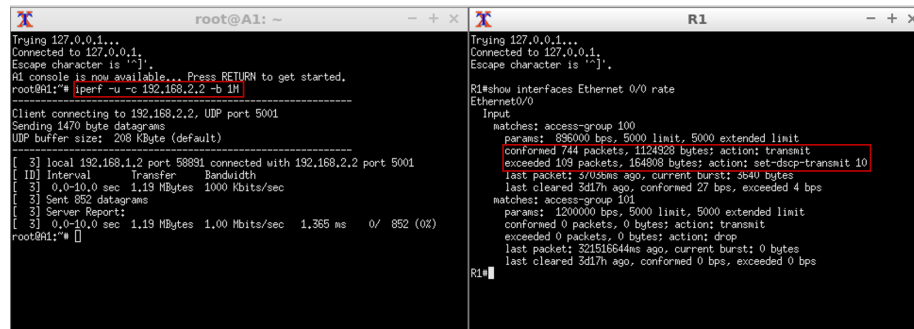 root@A1: ~
Trying 127.0.0.1...
Connected to 127.0.0.1.
Escape character is '^]'.
A1 console is now available... Press RETURN to get started.
root@A1:~# iperf -u -c 192.168.2.2 -b 1M
------------------------------------------------------------
Client connecting to 192.168.2.2, UDP port 5001
Sending 1470 byte datagrams
UDP buffer size:  208 KByte (default)
------------------------------------------------------------
[  3] local 192.168.1.2 port 58891 connected with 192.168.2.2 port 5001
[ ID] Interval       Transfer     Bandwidth
[  3]  0.0-10.0 sec  1.19 MBytes  1000 Kbits/sec
[  3] Sent 852 datagrams
[  3] Server Report:
[  3]  0.0-10.0 sec  1.19 MBytes  1.00 Mbits/sec   1.365 ms    0/  852 (0%)
root@A1:~#
R1
Trying 127.0.0.1...
Connected to 127.0.0.1.
Escape character is '^]'.
R1#show interfaces Ethernet 0/0 rate
Ethernet0/0
Input
matches: access-group 100
params:  896000 bps, 5000 limit, 5000 extended limit
conformed 744 packets, 1124928 bytes; action: transmit
exceeded 109 packets, 164808 bytes; action: set-dscp-transmit 10
last packet: 37036ms ago, current burst: 3640 bytes
last cleared 3d17h ago, conformed 27 bps, exceeded 4 bps
matches: access-group 101
params:  1200000 bps, 5000 limit, 5000 extended limit
conformed 0 packets, 0 bytes; action: transmit
exceeded 0 packets, 0 bytes; action: drop
last packet: 321516644ms ago, current burst: 0 bytes
last cleared 3d17h ago, conformed 0 bps, exceeded 0 bps
R1#